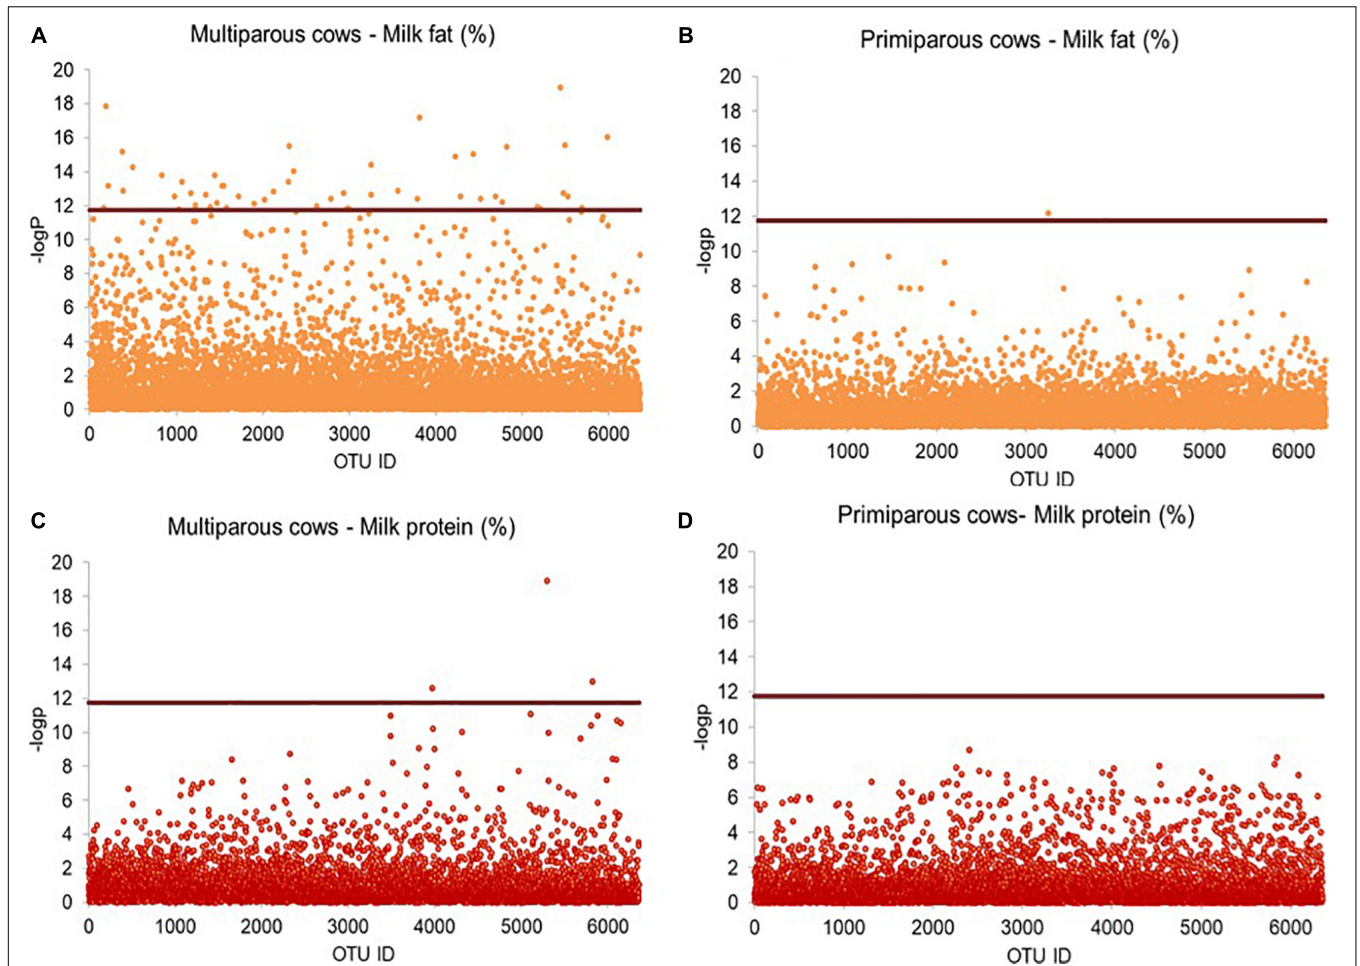 A
Multiparous cows - Milk fat (%)
20
18
16
14
12
10
8
6
4
2
0
-logP
0 1000 2000 3000 4000 5000 6000
OTU ID
B
Primiparous cows - Milk fat (%)
20
18
16
14
12
10
8
6
4
2
0
-logp
0 1000 2000 3000 4000 5000 6000
OTU ID
C
Multiparous cows - Milk protein (%)
20
18
16
14
12
10
8
6
4
2
0
-logp
0 1000 2000 3000 4000 5000 6000
OTU ID
D
Primiparous cows- Milk protein (%)
20
18
16
14
12
10
8
6
4
2
0
-logp
0 1000 2000 3000 4000 5000 6000
OTU ID